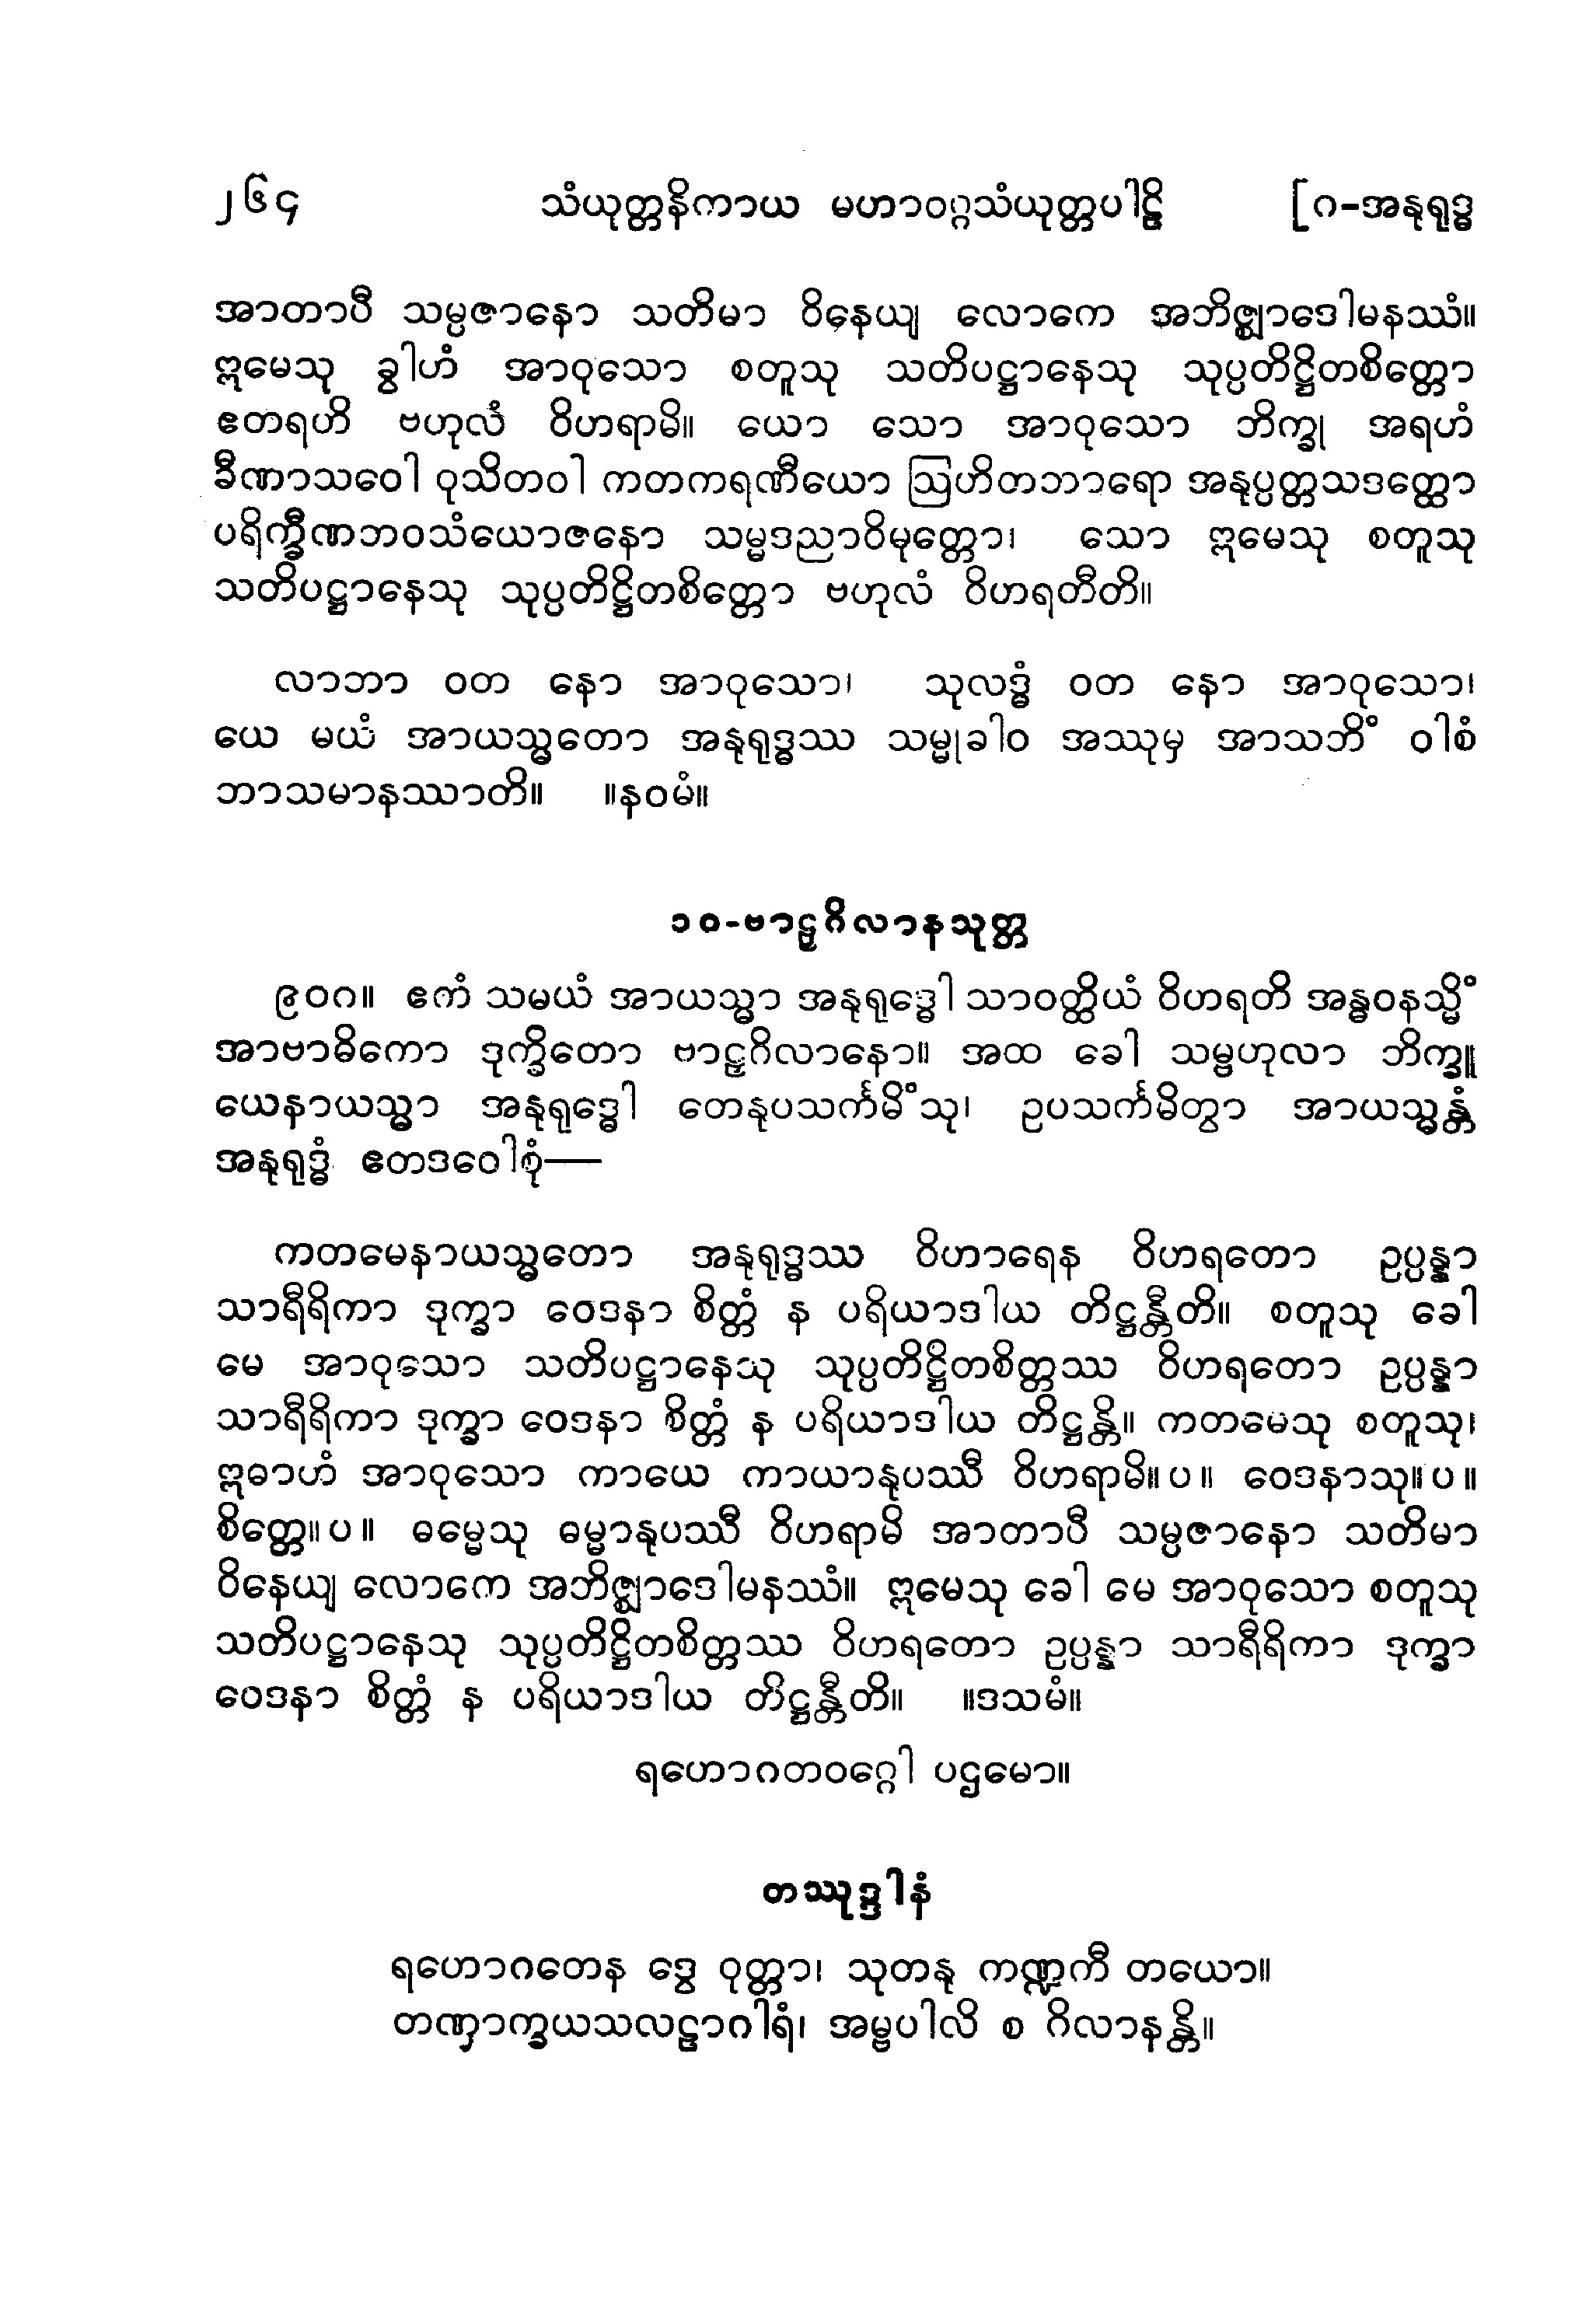 ၂၆၄ သံယုတ္တနိကာယ မဟာဝဂ္ဂသံယုတ္တပါဠိ [ဂ-အနုရုဒ္ဓ
အာတာပီ သမ္ပဇာနော သတိမာ ဝိနေယျ လောကေ အဘိဇ္ဈာဒေါမနဿံ။
ဣမေသု ခွါဟံ အာဝုသော စတူသု သတိပဋ္ဌာနေသု သုပ္ပတိဋ္ဌိတစိတ္တော
ဧတရဟိ ဗဟုလံ ဝိဟရာမိ။ ယော သော အာဝုသော ဘိက္ခု အရဟံ
ခီဏာသဝေါ ဝုသိတဝါ ကတကရဏီယော ဩဟိတဘာရော အနုပ္ပတ္တသဒတ္ထော
ပရိက္ခီဏဘဝသံယောဇနော သမ္မဒညာဝိမုတ္တော၊ သော ဣမေသု စတူသု
သတိပဋ္ဌာနေသု သုပ္ပတိဋ္ဌိတစိတ္တော ဗဟုလံ ဝိဟရတီတိ။
လာဘာ ဝတ နော အာဝုသော၊ သုလဒ္ဓံ ဝတ နော အာဝုသော၊
ယေ မယံ အာယသ္မတော အနုရုဒ္ဓဿ သမ္မုခါဝ အဿုမှ အာသဘိံ ဝါစံ
ဘာသမာနဿာတိ။ ။နဝမံ။
၁၀-ဗာဠှဂိလာနသုတ္တ
၉၀ဂ။ ဧကံ သမယံ အာယသ္မာ အနုရုဒ္ဓေါ သာဝတ္ထိယံ ဝိဟရတိ အန္ဓဝနသ္မိံ
အာဗာဓိကော ဒုက္ခိတော ဗာဠှဂိလာနော။ အထ ခေါ သမ္ဗဟုလာ ဘိက္ခူ
ယေနာယသ္မာ အနုရုဒ္ဓေါ တေနုပသင်္ကမိံသု၊ ဥပသင်္ကမိတွာ အာယသ္မန္တံ
အနုရုဒ္ဓံ ဧတဒဝေါစုံ—
ကတမေနာယသ္မတော အနုရုဒ္ဓဿ ဝိဟာရေန ဝိဟရတော ဥပ္ပန္နာ
သာရီရိကာ ဒုက္ခာ ဝေဒနာ စိတ္တံ န ပရိယာဒါယ တိဋ္ဌန္တီတိ။ စတူသု ခေါ
မေ အာဝုသော သတိပဋ္ဌာနေသု သုပ္ပတိဋ္ဌိတစိတ္တဿ ဝိဟရတော ဥပ္ပန္နာ
သာရီရိကာ ဒုက္ခာ ဝေဒနာ စိတ္တံ န ပရိယာဒါယ တိဋ္ဌန္တိ။ ကတမေသု စတူသု၊
ဣဓာဟံ အာဝုသော ကာယေ ကာယာနုပဿီ ဝိဟရာမိ။ပ။ ဝေဒနာသု။ပ။
စိတ္တေ။ပ။ ဓမ္မေသု ဓမ္မာနုပဿီ ဝိဟရာမိ အာတာပီ သမ္ပဇာနော သတိမာ
ဝိနေယျ လောကေ အဘိဇ္ဈာဒေါမနဿံ။ ဣမေသု ခေါ မေ အာဝုသော စတူသု
သတိပဋ္ဌာနေသု သုပ္ပတိဋ္ဌိတစိတ္တဿ ဝိဟရတော ဥပ္ပန္နာ သာရီရိကာ ဒုက္ခာ
ဝေဒနာ စိတ္တံ န ပရိယာဒါယ တိဋ္ဌန္တီတိ။ ။ဒသမံ။
ရဟောဂတဝဂ္ဂေါ ပဌမော။
တဿုဒ္ဒါနံ
ရဟောဂတေန ဒွေ ဝုတ္တာ၊ သုတနု ကဏ္ဍကီ တယော။
တဏှာက္ခယသလဠာဂါရံ၊ အမ္ဗပါလိ စ ဂိလာနန္တိ။